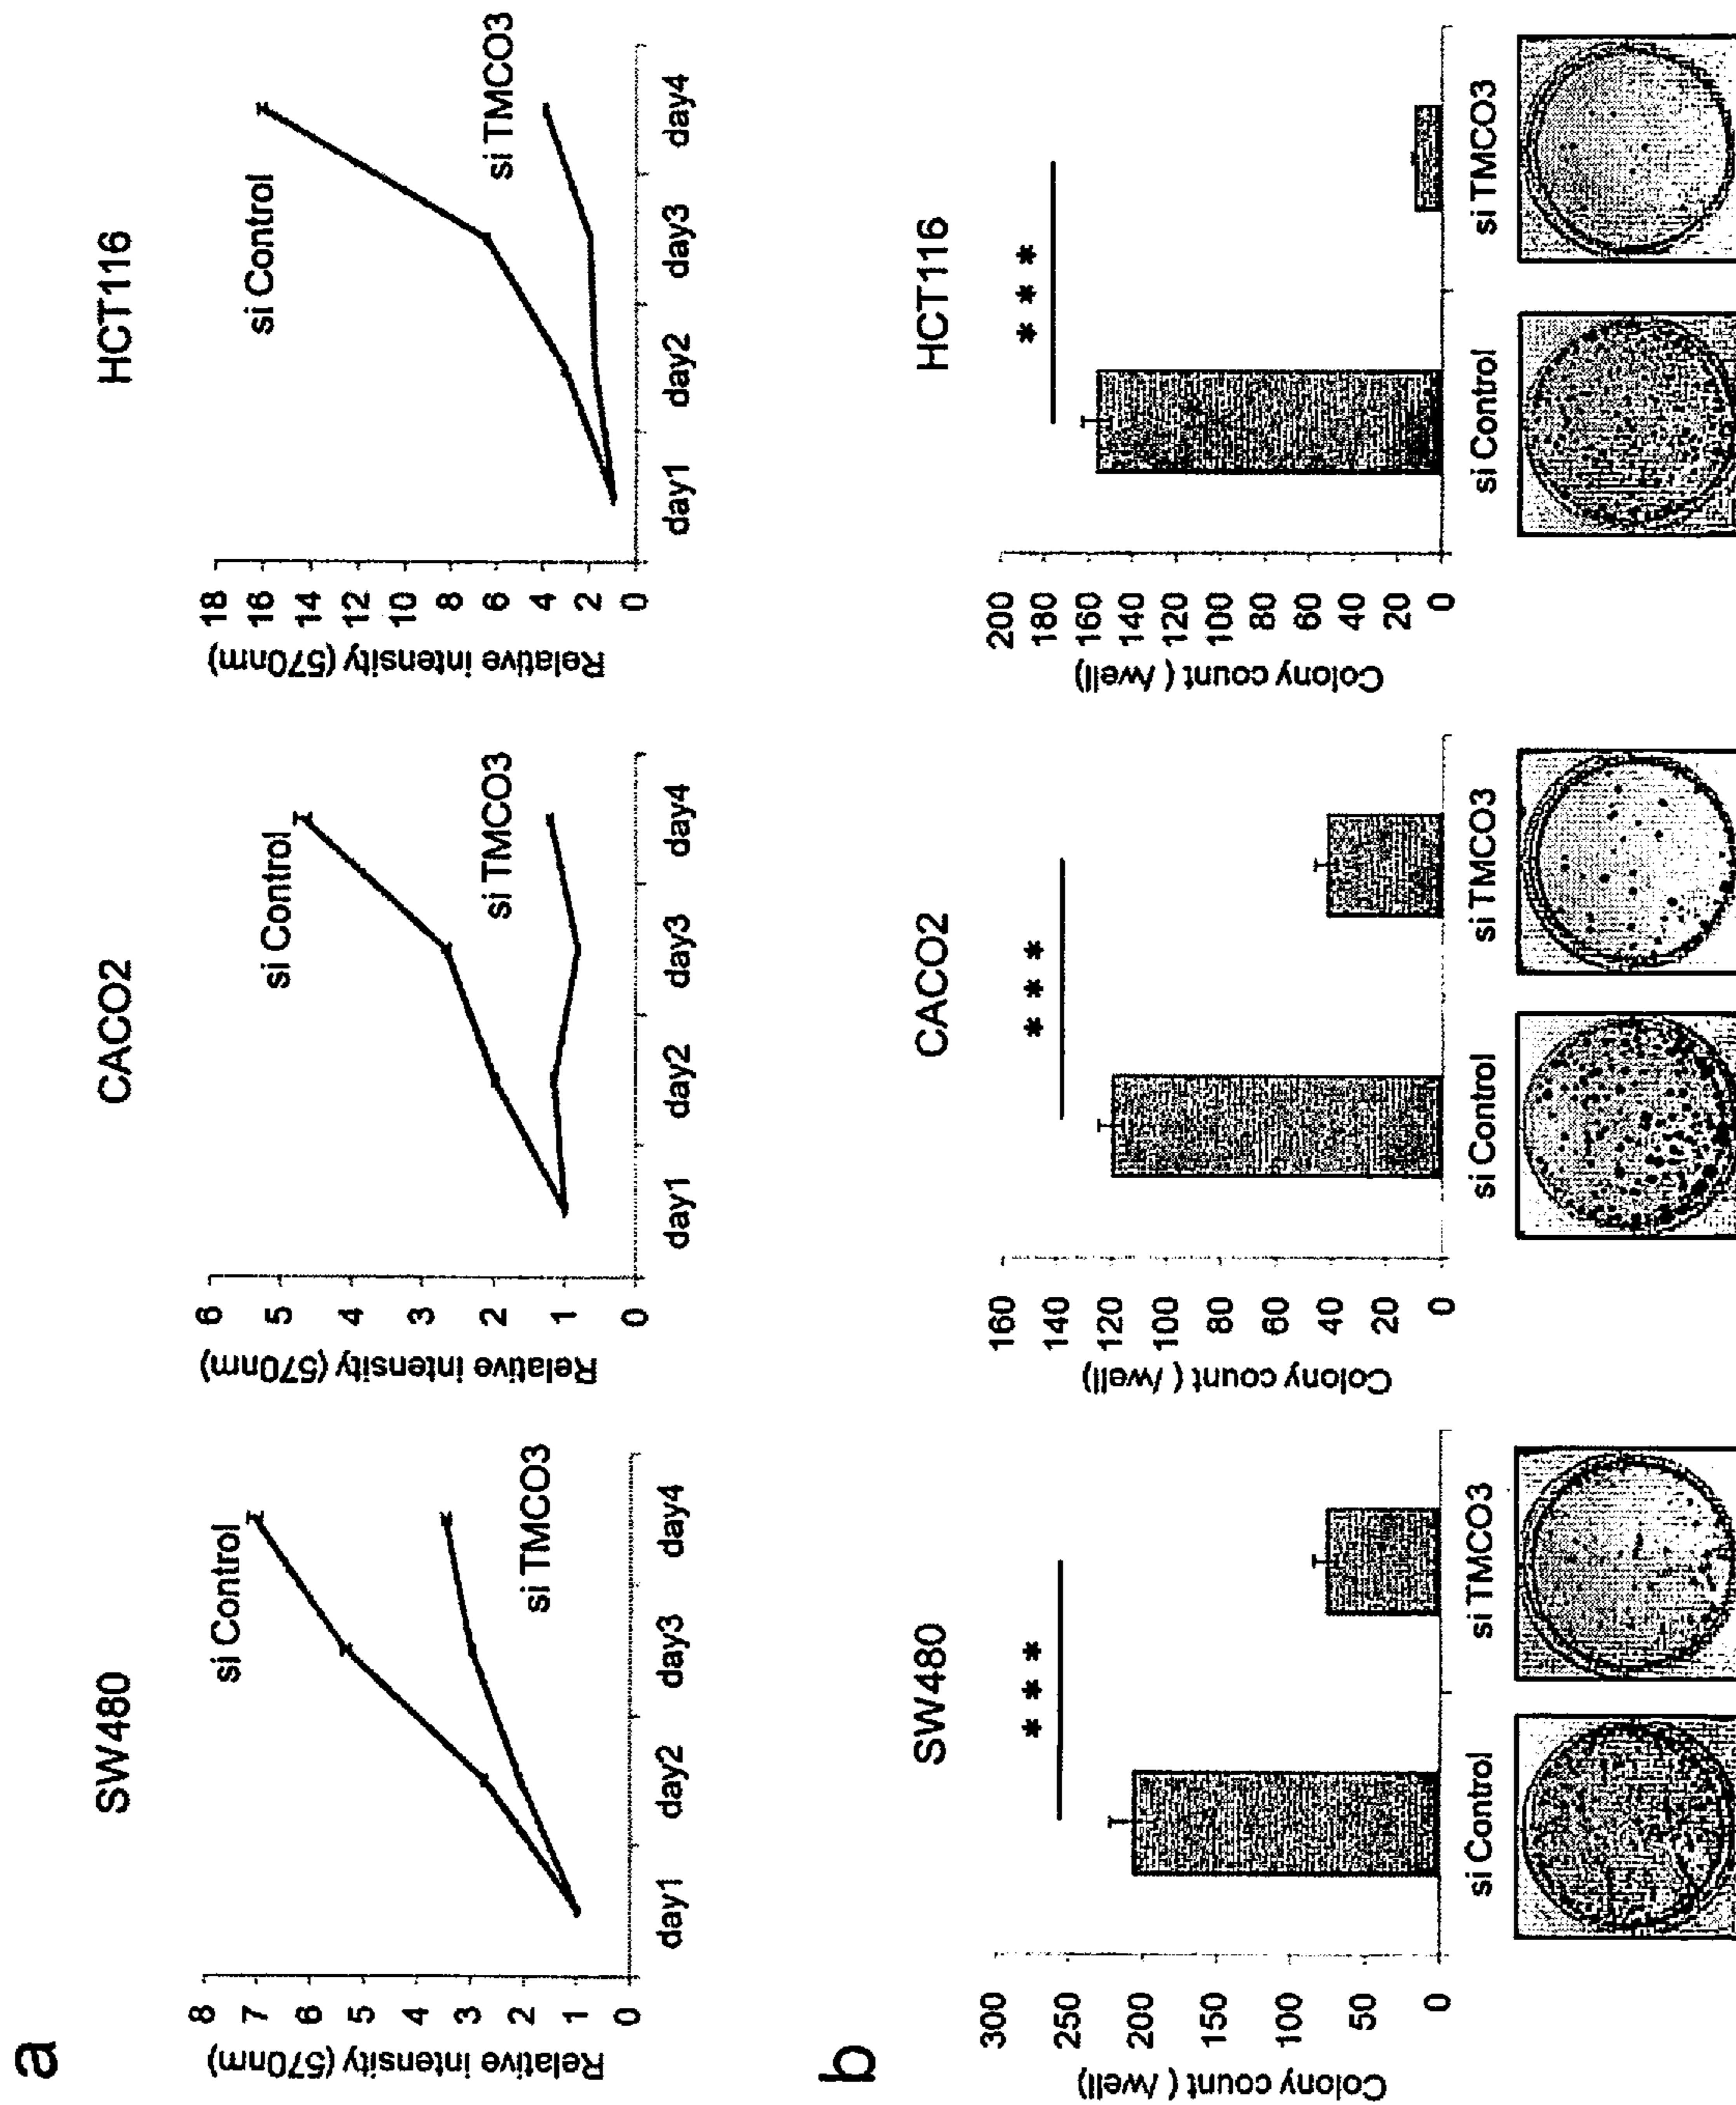 a
SW480
8
7
6
5
4
3
2
1
0
Relative intensity (570nm)
si Control
si TMCO3
day1 day2 day3 day4
CACO2
6
5
4
3
2
1
0
Relative intensity (570nm)
si Control
si TMCO3
day1 day2 day3 day4
HCT116
18
16
14
12
10
8
6
4
2
0
Relative intensity (570nm)
si Control
si TMCO3
day1 day2 day3 day4
b
SW480
* * *
300
250
200
150
100
50
0
Colony count ( /well)
si Control si TMCO3
CACO2
* * *
160
140
120
100
80
60
40
20
0
Colony count ( /well)
si Control si TMCO3
HCT116
* * *
200
180
160
140
120
100
80
60
40
20
0
Colony count ( /well)
si Control si TMCO3